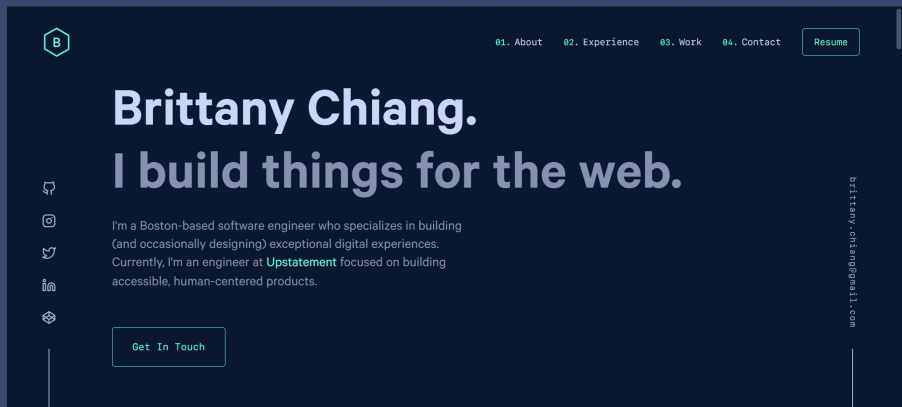 B
01. About
02. Experience
03. Work
04. Contact
Resume
Brittany Chiang.
I build things for the web.
I'm a Boston-based software engineer who specializes in building
(and occasionally designing) exceptional digital experiences.
Currently, I'm an engineer at Upstatement focused on building
accessible, human-centered products.
Get In Touch
brittany.chiang@gmail.com